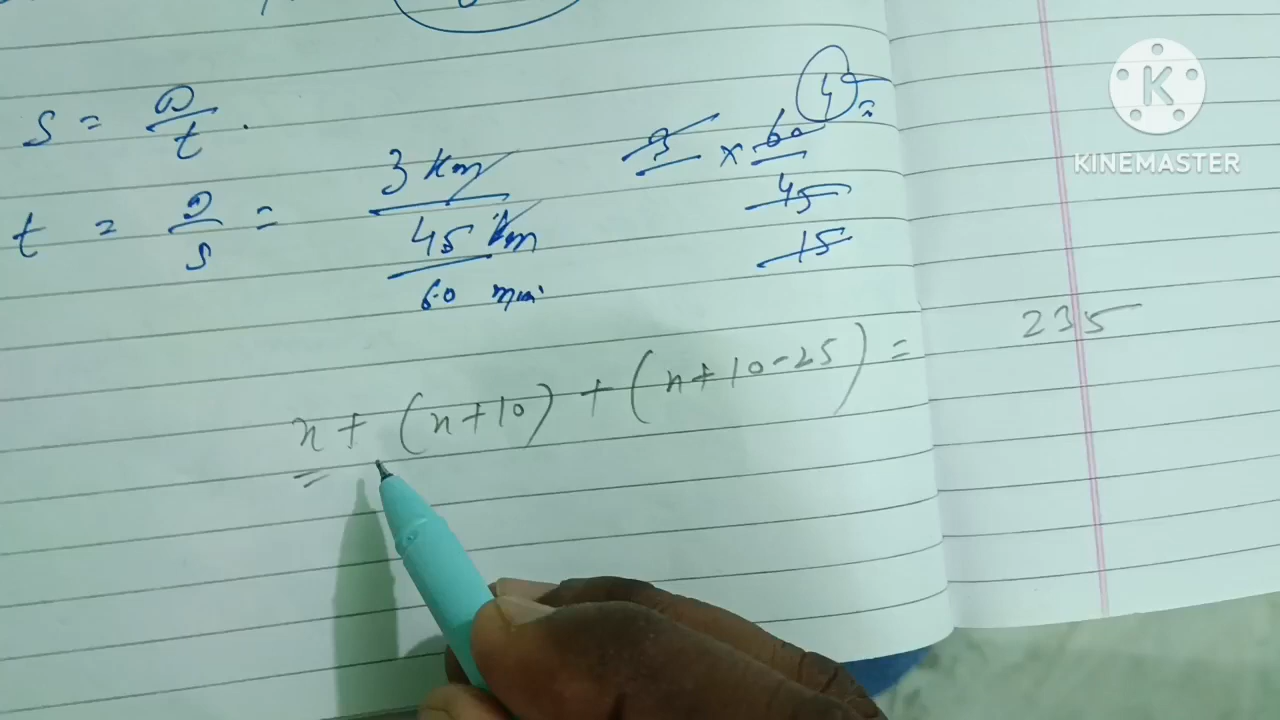 S = D/t .
t = D/S = 3 Km / (45 Km / 60 min)
3 × 60/45 15 4 =
x + (x+10) + (x+10-25) = 235
K
KINEMASTER